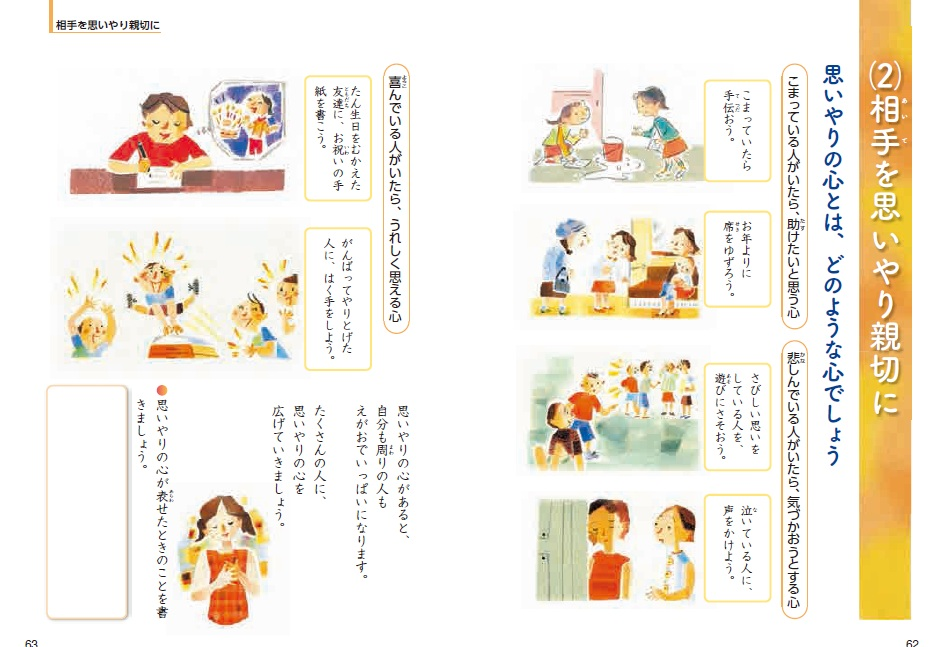 (2)相手を思いやり親切に
思いやりの心とは、どのような心でしょう
こまっている人がいたら、助けたいと思う心
こまっていたら
手伝おう。
お年よりに
席をゆずろう。
悲しんでいる人がいたら、気づかおうとする心
さびしい思いを
している人を、
遊びにさそおう。
泣いている人に、
声をかけよう。
62
相手を思いやり親切に
喜んでいる人がいたら、うれしく思える心
たん生日をむかえた
友達に、お祝いの手
紙を書こう。
がんばってやりとげた
人に、はく手をしよう。
思いやりの心があると、
自分も周りの人も
えがおでいっぱいになります。
たくさんの人に、
思いやりの心を
広げていきましょう。
●思いやりの心が表せたときのことを書
きましょう。
63